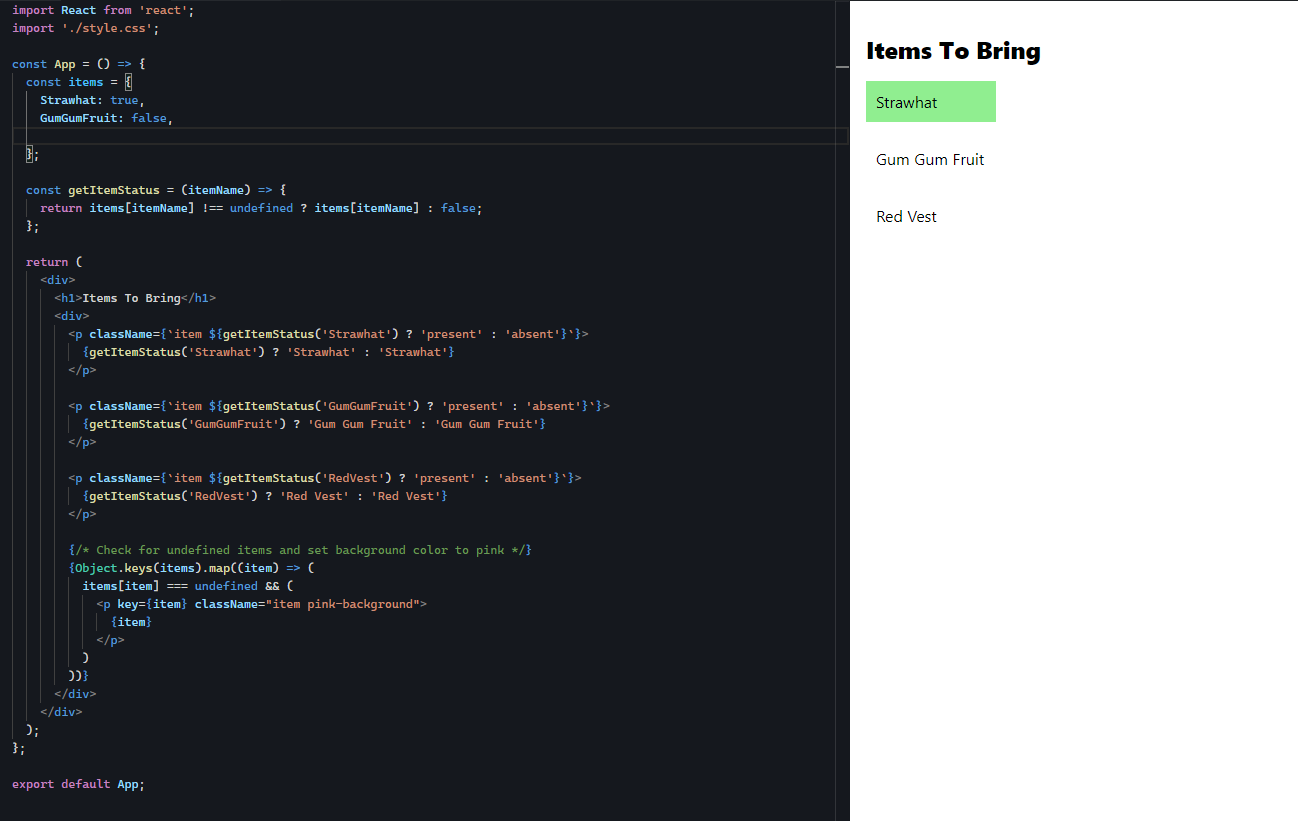 import React from 'react';
import './style.css';
const App = () => {
const items = {
Strawhat: true,
GumGumFruit: false,
};
const getItemStatus = (itemName) => {
return items[itemName] !== undefined ? items[itemName] : false;
};
return (
<div>
<h1>Items To Bring</h1>
<div>
<p className={`item ${getItemStatus('Strawhat') ? 'present' : 'absent'}`}>
{getItemStatus('Strawhat') ? 'Strawhat' : 'Strawhat'}
</p>
<p className={`item ${getItemStatus('GumGumFruit') ? 'present' : 'absent'}`}>
{getItemStatus('GumGumFruit') ? 'Gum Gum Fruit' : 'Gum Gum Fruit'}
</p>
<p className={`item ${getItemStatus('RedVest') ? 'present' : 'absent'}`}>
{getItemStatus('RedVest') ? 'Red Vest' : 'Red Vest'}
</p>
{/* Check for undefined items and set background color to pink */}
{Object.keys(items).map((item) => (
items[item] === undefined && (
<p key={item} className="item pink-background">
{item}
</p>
)
))}
</div>
</div>
);
};
export default App;
Items To Bring
Strawhat
Gum Gum Fruit
Red Vest